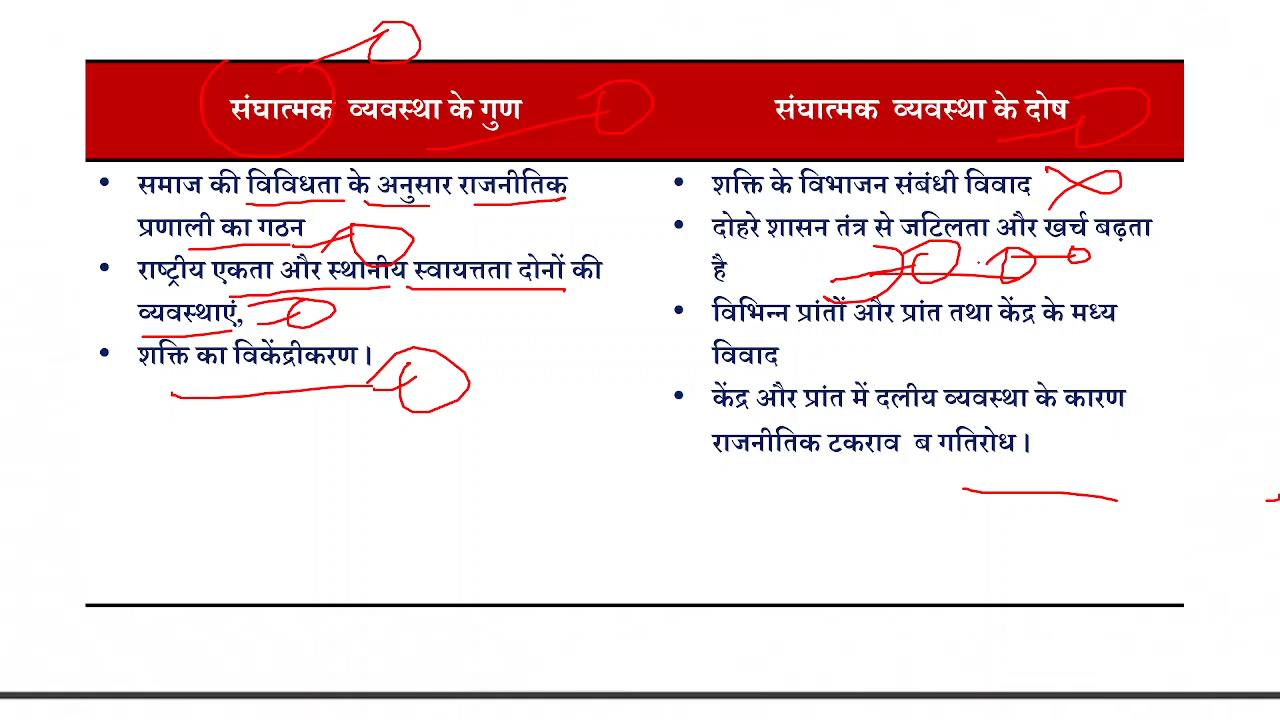 संघात्मक व्यवस्था के गुण
संघात्मक व्यवस्था के दोष
• समाज की विविधता के अनुसार राजनीतिक
प्रणाली का गठन
• राष्ट्रीय एकता और स्थानीय स्वायत्तता दोनों की
व्यवस्थाएं,
• शक्ति का विकेंद्रीकरण।
• शक्ति के विभाजन संबंधी विवाद
• दोहरे शासन तंत्र से जटिलता और खर्च बढ़ता
है
• विभिन्न प्रांतों और प्रांत तथा केंद्र के मध्य
विवाद
• केंद्र और प्रांत में दलीय व्यवस्था के कारण
राजनीतिक टकराव ब गतिरोध।